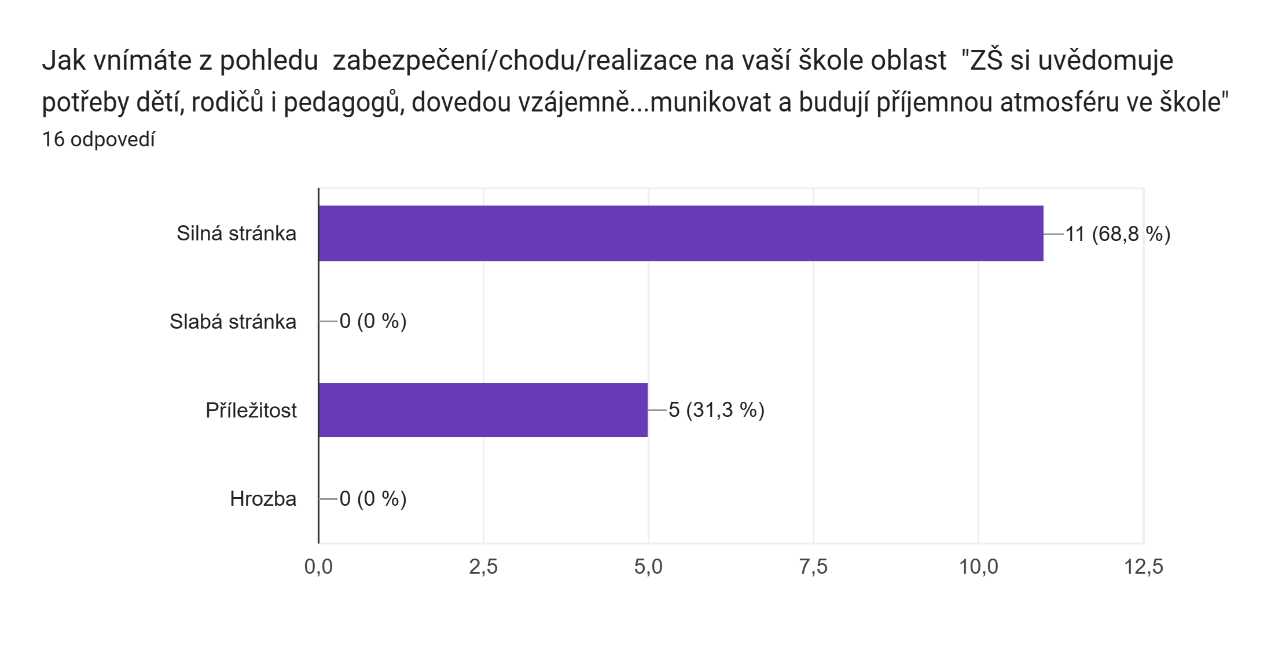 Jak vnímáte z pohledu  zabezpečení/chodu/realizace na vaší škole oblast  "ZŠ si uvědomuje
potřeby dětí, rodičů i pedagogů, dovedou vzájemně...munikovat a budují příjemnou atmosféru ve škole"
16 odpovedí
Silná stránka
11 (68,8 %)
Slabá stránka
0 (0 %)
Příležitost
5 (31,3 %)
Hrozba
0 (0 %)
0,0 2,5 5,0 7,5 10,0 12,5